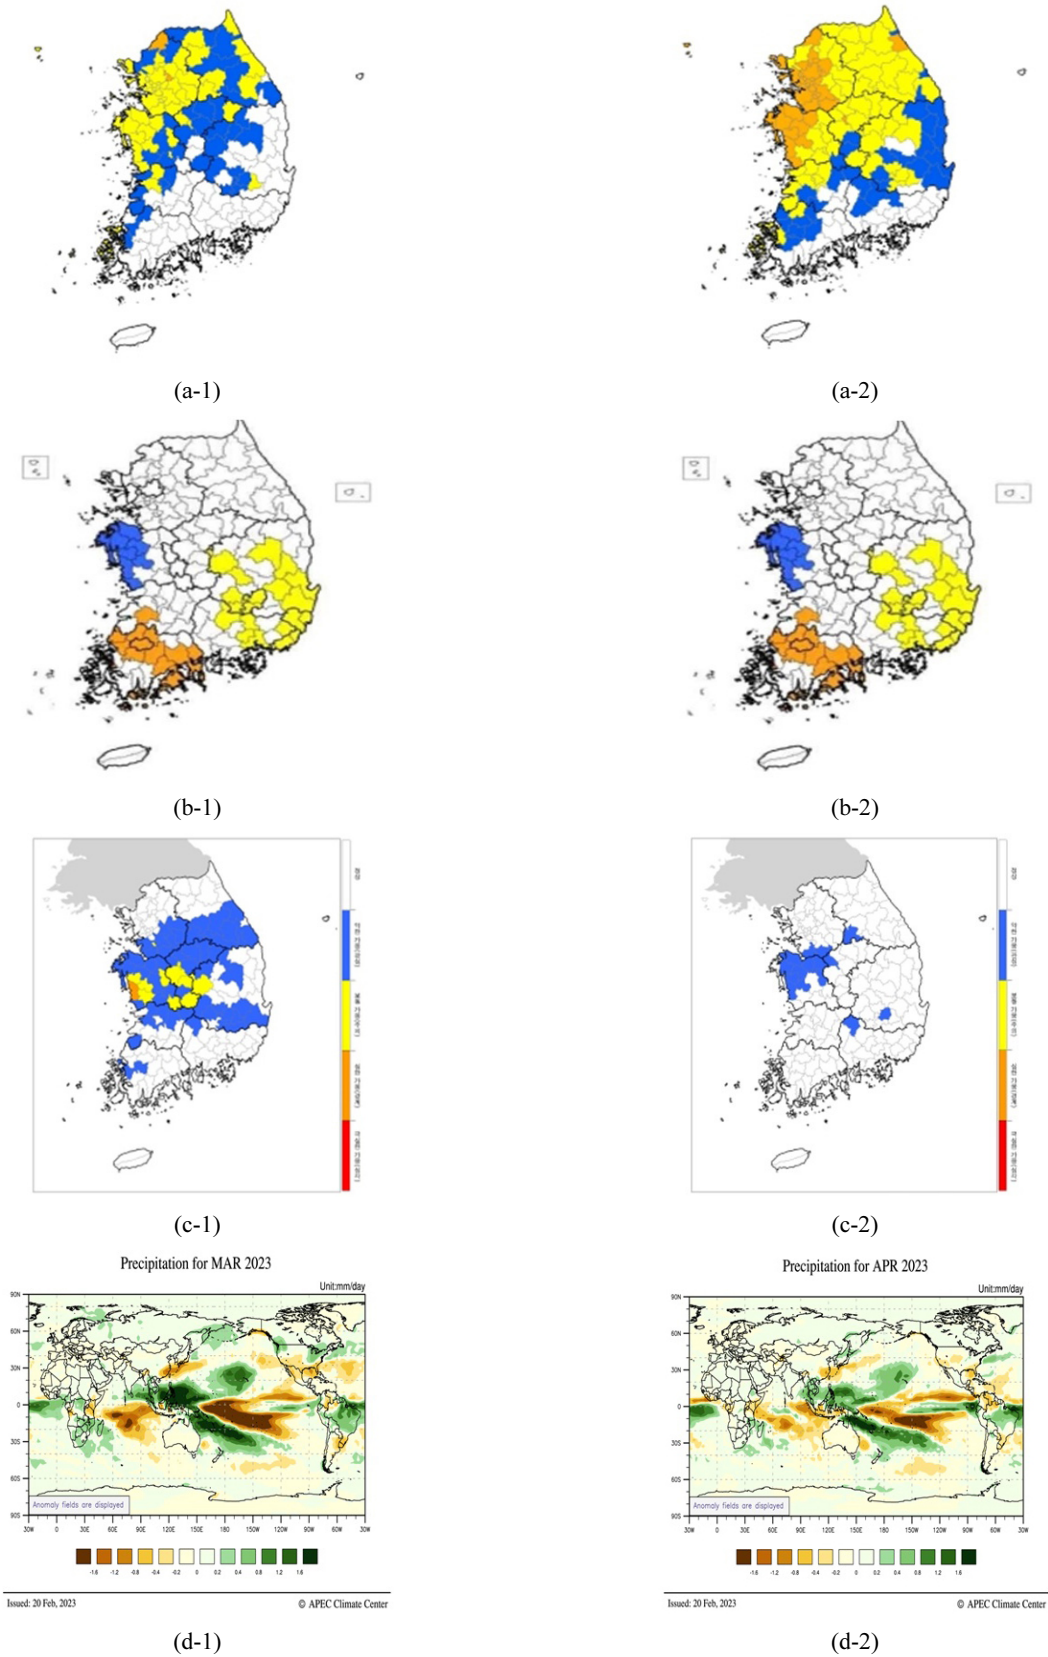 (a-1)
(a-2)
(b-1)
(b-2)
(c-1)
(c-2)
Precipitation for MAR 2023
Unit:mm/day
90N
60N
30N
0
30S
60S
90S
Anomaly fields are displayed
30W 0 30E 60E 90E 120E 150E 180 150W 120W 90W 60W 30W
-1.6 -1.2 -0.8 -0.4 -0.2 0 0.2 0.4 0.8 1.2 1.6
Issued: 20 Feb, 2023
© APEC Climate Center
Precipitation for APR 2023
Unit:mm/day
90N
60N
30N
0
30S
60S
90S
Anomaly fields are displayed
30W 0 30E 60E 90E 120E 150E 180 150W 120W 90W 60W 30W
-1.6 -1.2 -0.8 -0.4 -0.2 0 0.2 0.4 0.8 1.2 1.6
Issued: 20 Feb, 2023
© APEC Climate Center
(d-1)
(d-2)